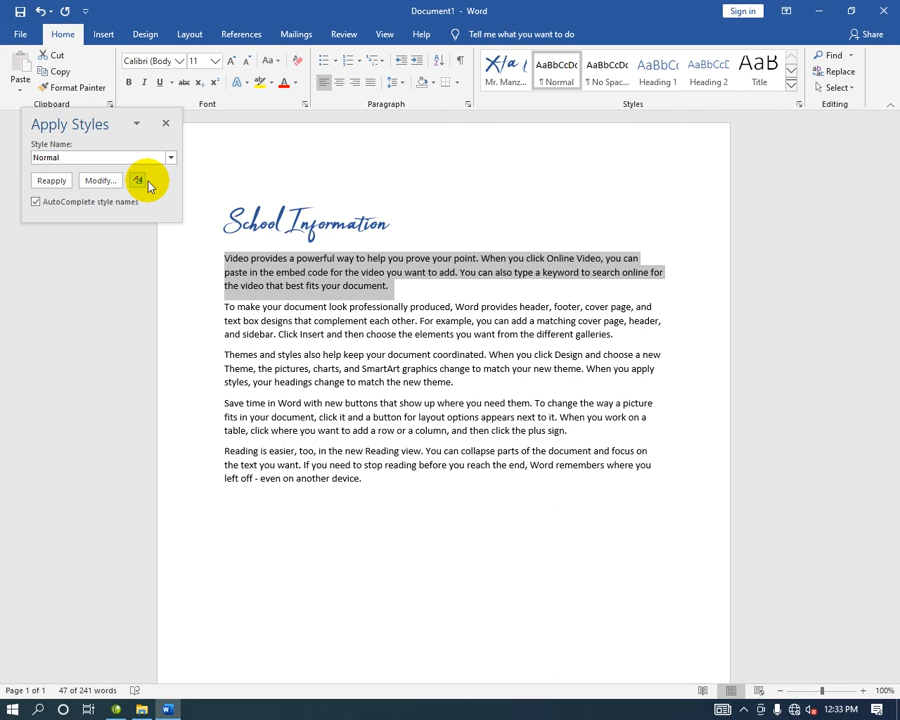 Document1 - Word
Sign in
File Home Insert Design Layout References Mailings Review View Help Tell me what you want to do Share
Paste
Cut
Copy
Format Painter
Calibri (Body 11
Aa
B I U abc x₂ x² A A
AaBbCcDc AaBbCcDc AaBbCc AaBbCcD AaB
Mr. Manz... ¶ Normal ¶ No Spac... Heading 1 Heading 2 Title
Find
Replace
Select
Clipboard Font Paragraph Styles Editing
Apply Styles
Style Name:
Normal
Reapply Modify...
AutoComplete style names
School Information
Video provides a powerful way to help you prove your point. When you click Online Video, you can
paste in the embed code for the video you want to add. You can also type a keyword to search online for
the video that best fits your document.
To make your document look professionally produced, Word provides header, footer, cover page, and
text box designs that complement each other. For example, you can add a matching cover page, header,
and sidebar. Click Insert and then choose the elements you want from the different galleries.
Themes and styles also help keep your document coordinated. When you click Design and choose a new
Theme, the pictures, charts, and SmartArt graphics change to match your new theme. When you apply
styles, your headings change to match the new theme.
Save time in Word with new buttons that show up where you need them. To change the way a picture
fits in your document, click it and a button for layout options appears next to it. When you work on a
table, click where you want to add a row or a column, and then click the plus sign.
Reading is easier, too, in the new Reading view. You can collapse parts of the document and focus on
the text you want. If you need to stop reading before you reach the end, Word remembers where you
left off - even on another device.
Page 1 of 1 47 of 241 words 100%
12:33 PM